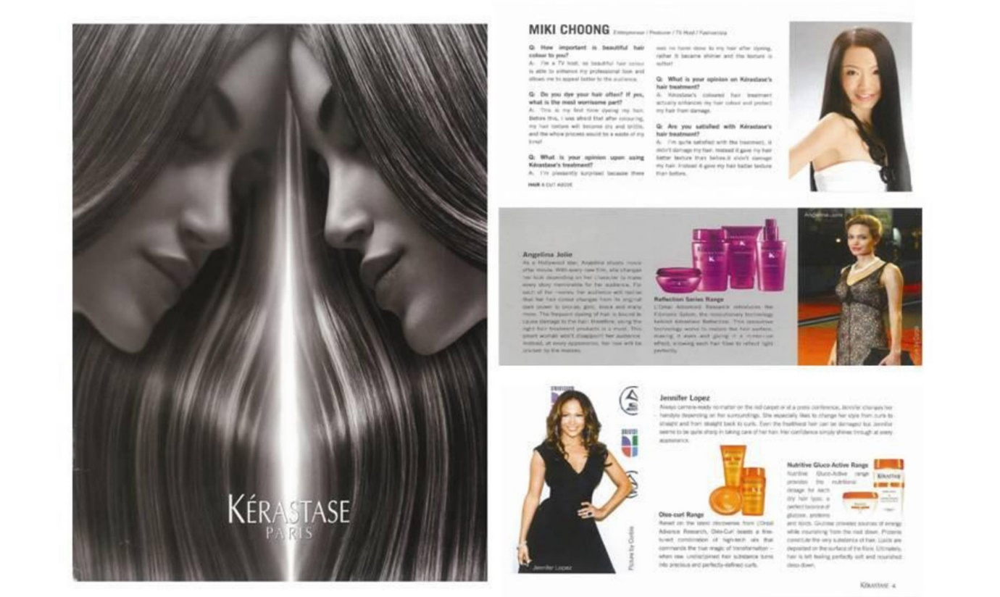 KÉRASTASE
PARIS
MIKI CHOONG Entrepreneur / Producer / TV Host / Fashionista
Q: How important is beautiful hair
colour to you?
A: I'm a TV host, so beautiful hair colour
is able to enhance my professional look and
allows me to appeal better to the audience.
Q: Do you dye your hair often? If yes,
what is the most worrisome part?
A: This is my first time dyeing my hair.
Before this, I was afraid that after colouring,
my hair texture will become dry and brittle,
and the whole process would be a waste of my
time!
Q: What is your opinion upon using
Kérastase's treatment?
A: I'm pleasantly surprised because there
was no harm done to my hair after dyeing,
rather it became shinier and the texture is
softer!
Q: What is your opinion on Kérastase's
hair treatment?
A: Kérastase's coloured hair treatment
actually enhances my hair colour and protect
my hair from damage.
Q: Are you satisfied with Kérastase's
hair treatment?
A: I'm quite satisfied with the treatment, it
didn't damage my hair. Instead it gave my hair
better texture than before.It didn't damage
my hair. Instead it gave my hair better texture
than before.
HAIR A CUT ABOVE
Angelina Jolie
As a Hollywood star, Angelina shoots movie
after movie. With every new film, she changes
her look depending on her character to make
every story memorable for her audience. For
each of her movies, her audience will realise
that her hair colour changes from its original
dark brown to bronze, gold, black and many
more. The frequent dyeing of hair is bound to
cause damage to the hair; therefore, using the
right hair treatment products is a must. This
smart woman won't disappoint her audience.
Instead, at every appearance, her hair will be
by the masses.
Reflection Series Range
L'Oréal Advanced Research introduces the
the revolutionary technology
behind Kérastase Reflection. This innovative
technology works to restore the hair surface,
making it even and giving it a
effect, allowing each hair fibre to reflect light
perfectly.
Angelina Jolie
Jennifer Lopez
Always camera-ready no matter on the red carpet or at a press conference, Jennifer changes her
hairstyle depending on her surroundings. She especially likes to change her style from curls to
straight and from straight back to curls. Even the healthiest hair can be damaged but Jennifer
seems to be quite sharp in taking care of her hair. Her confidence simply shines through at every
appearance.
Oleo-curl Range
Based on the latest discoveries from L'Oréal
Advance Research, Oleo-Curl boasts a fine-
tuned combination of high-tech oils that
commands the true magic of transformation –
when raw undisciplined hair substance turns
into precious and perfectly-defined curls.
Nutritive Gluco Active Range
Nutritive Gluco-Active range
provides the nutritional
dosage for each
dry hair type, a
perfect balance of
glucose, proteins
and lipids. Glucose provides sources of energy
while nourishing from the root down. Proteins
constitute the very substance of hair. Lipids are
deposited on the surface of the fibre. Ultimately,
hair is left feeling perfectly soft and nourished
deep down.
KÉRASTASE
Jennifer Lopez
Picture by Corbis
KÉRASTASE 4